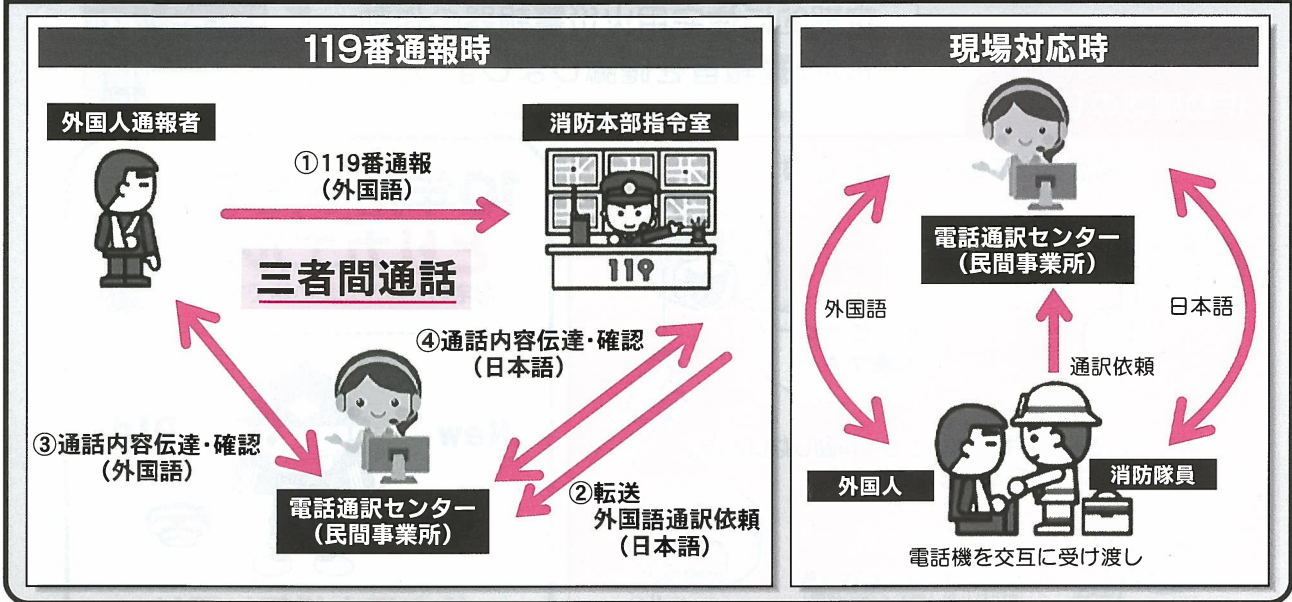 119番通報時
外国人通報者
消防本部指令室
①119番通報
（外国語）
119
三者間通話
④通話内容伝達・確認
（日本語）
③通話内容伝達・確認
（外国語）
②転送
外国語通訳依頼
（日本語）
電話通訳センター
（民間事業所）
現場対応時
電話通訳センター
（民間事業所）
外国語
日本語
通訳依頼
外国人
消防隊員
電話機を交互に受け渡し